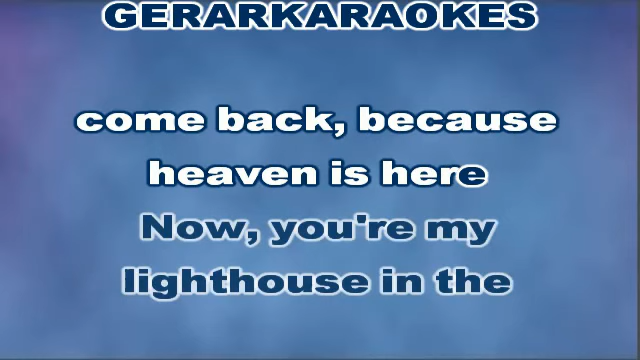 GERARKARAOKES
come back, because
heaven is here
Now, you're my
lighthouse in the